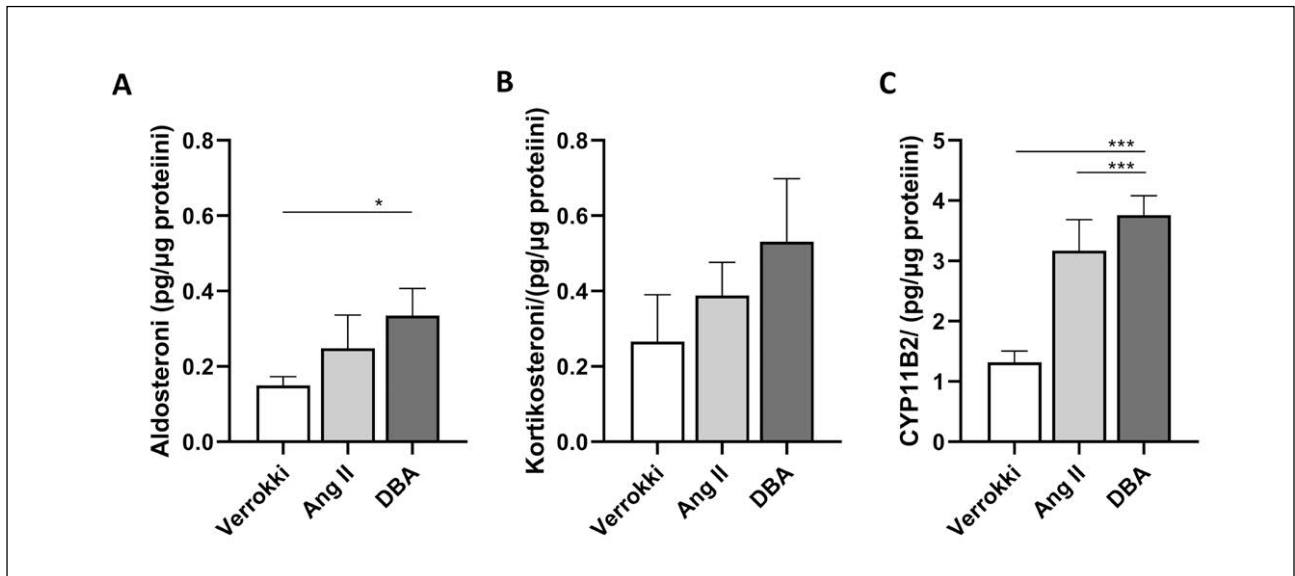 A
Aldosteroni (pg/µg proteiini)
0.8
0.6
0.4
0.2
0.0
*
Verrokki
Ang II
DBA
B
Kortikosteroni/(pg/µg proteiini)
0.8
0.6
0.4
0.2
0.0
Verrokki
Ang II
DBA
C
CYP11B2/ (pg/µg proteiini)
5
4
3
2
1
0
***
***
Verrokki
Ang II
DBA